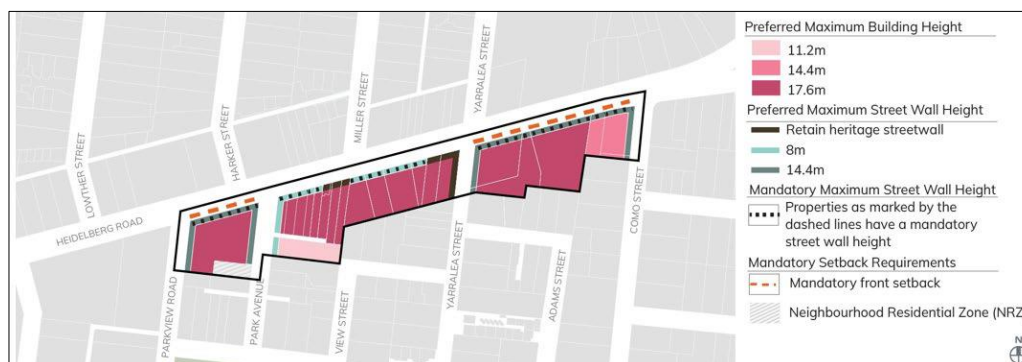 LOWTHER STREET
HARKER STREET
MILLER STREET
YARRALEA STREET
HEIDELBERG ROAD
PARKVIEW ROAD
PARK AVENUE
VIEW STREET
YARRALEA STREET
ADAMS STREET
COMO STREET
Preferred Maximum Building Height
11.2m
14.4m
17.6m
Preferred Maximum Street Wall Height
Retain heritage streetwall
8m
14.4m
Mandatory Maximum Street Wall Height
Properties as marked by the
dashed lines have a mandatory
street wall height
Mandatory Setback Requirements
Mandatory front setback
Neighbourhood Residential Zone (NRZ
N